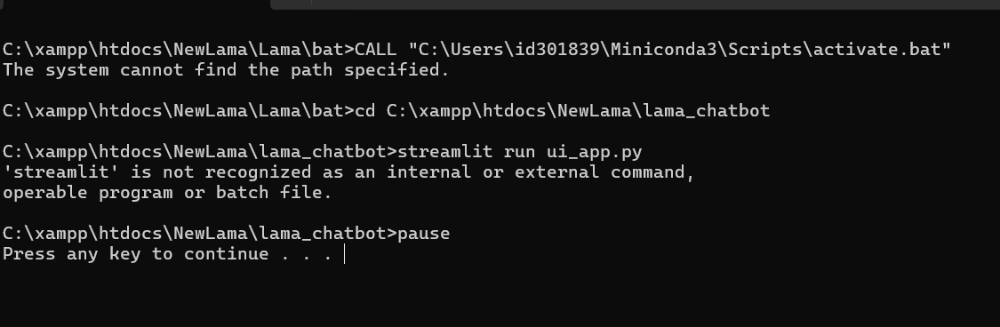 C:\xampp\htdocs\NewLama\Lama\bat>CALL "C:\Users\id301839\Miniconda3\Scripts\activate.bat"
The system cannot find the path specified.
C:\xampp\htdocs\NewLama\Lama\bat>cd C:\xampp\htdocs\NewLama\lama_chatbot
C:\xampp\htdocs\NewLama\lama_chatbot>streamlit run ui_app.py
'streamlit' is not recognized as an internal or external command,
operable program or batch file.
C:\xampp\htdocs\NewLama\lama_chatbot>pause
Press any key to continue . . .